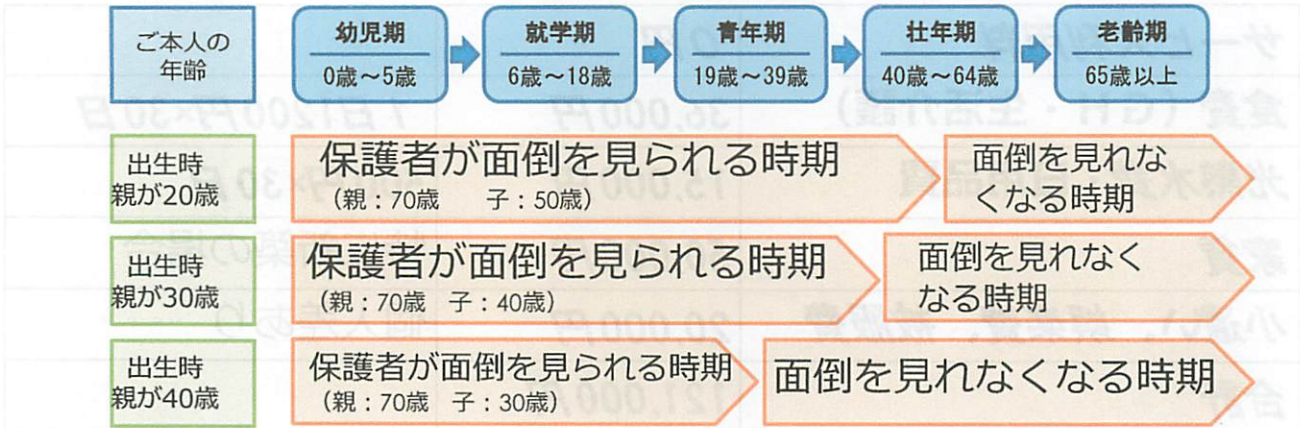 ご本人の
年齢
幼児期
0歳～5歳
就学期
6歳～18歳
青年期
19歳～39歳
壮年期
40歳～64歳
老齢期
65歳以上
出生時
親が20歳
保護者が面倒を見られる時期
（親：70歳　子：50歳）
面倒を見れな
くなる時期
出生時
親が30歳
保護者が面倒を見られる時期
（親：70歳　子：40歳）
面倒を見れなく
なる時期
出生時
親が40歳
保護者が面倒を見られる時期
（親：70歳　子：30歳）
面倒を見れなくなる時期